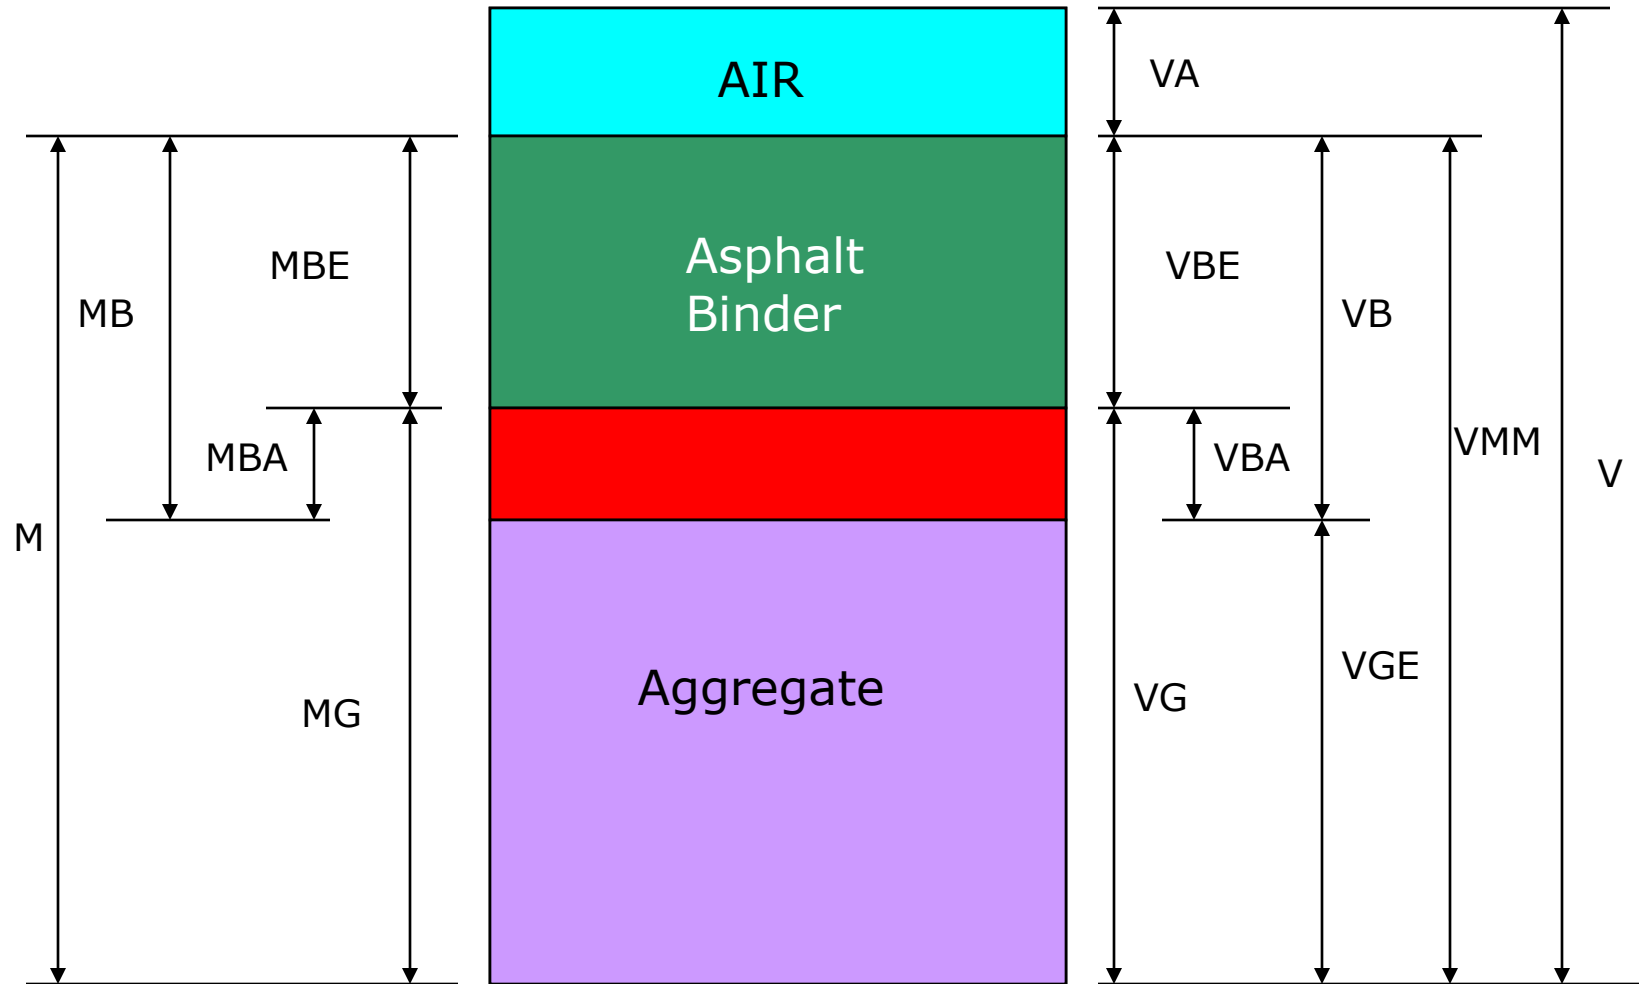 AIR
VA
MBE
Asphalt
Binder
VBE
MB
VB
MBA
VBA
VMM
V
M
MG
Aggregate
VG
VGE